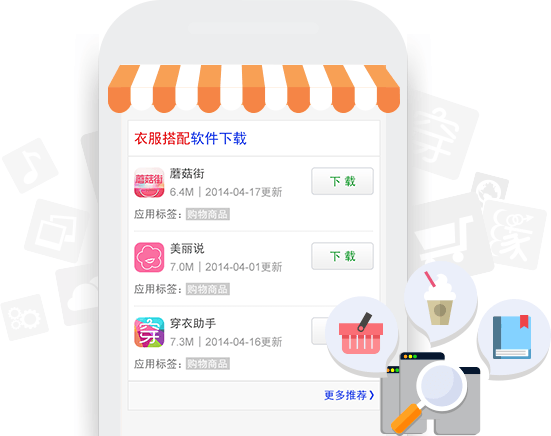 衣服搭配软件下载
蘑菇街
蘑菇街
6.4M｜2014-04-17更新
下载
应用标签：购物商品
美丽说
7.0M｜2014-04-01更新
下载
应用标签：购物商品
穿
穿衣助手
7.3M｜2014-04-16更新
应用标签：购物商品
更多推荐》
穿